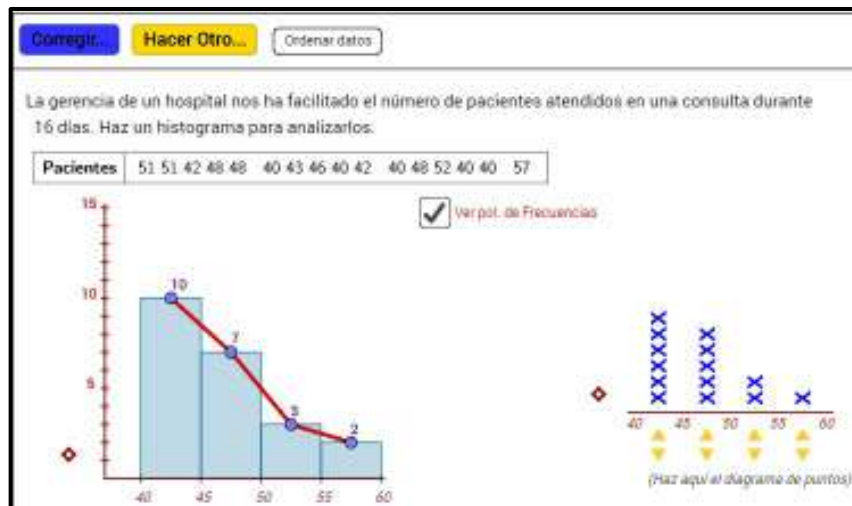 Corregir... Hacer Otro... Ordenar datos
La gerencia de un hospital nos ha facilitado el número de pacientes atendidos en una consulta durante
16 días. Haz un histograma para analizarlos.
Pacientes 51 51 42 48 48 40 43 46 40 42 40 48 52 40 40 57
Ver pol. de Frecuencias
15
10
5
10
7
3
2
40 45 50 55 60
40 45 50 55 60
(Haz aquí el diagrama de puntos)